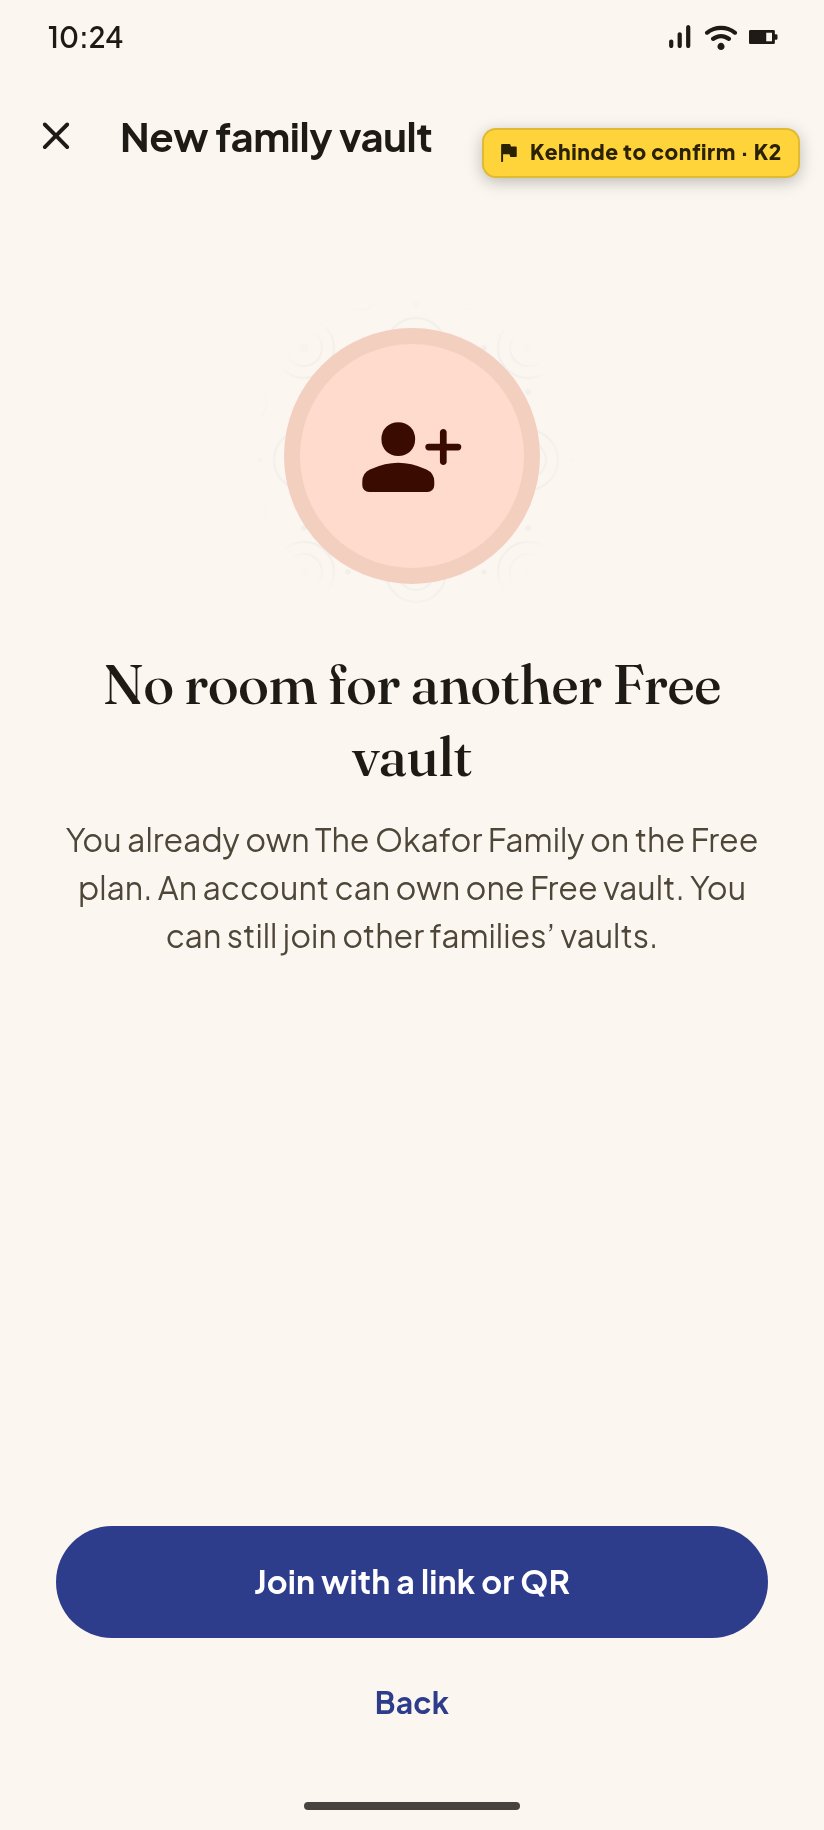 10:24
New family vault
Kehinde to confirm · K2
No room for another Free
vault
You already own The Okafor Family on the Free
plan. An account can own one Free vault. You
can still join other families’ vaults.
Join with a link or QR
Back